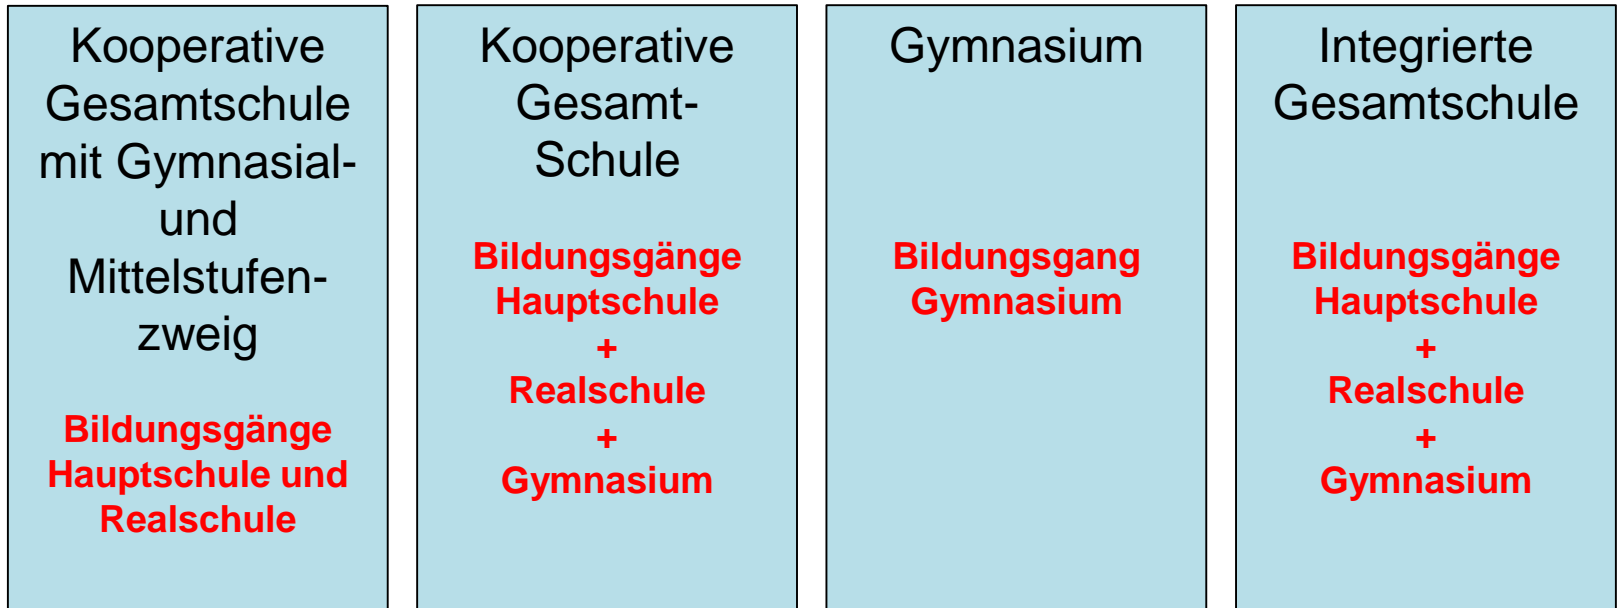 Kooperative
Gesamtschule
mit Gymnasial-
und
Mittelstufen-
zweig
Bildungsgänge
Hauptschule und
Realschule
Kooperative
Gesamt-
Schule
Bildungsgänge
Hauptschule
+
Realschule
+
Gymnasium
Gymnasium
Bildungsgang
Gymnasium
Integrierte
Gesamtschule
Bildungsgänge
Hauptschule
+
Realschule
+
Gymnasium